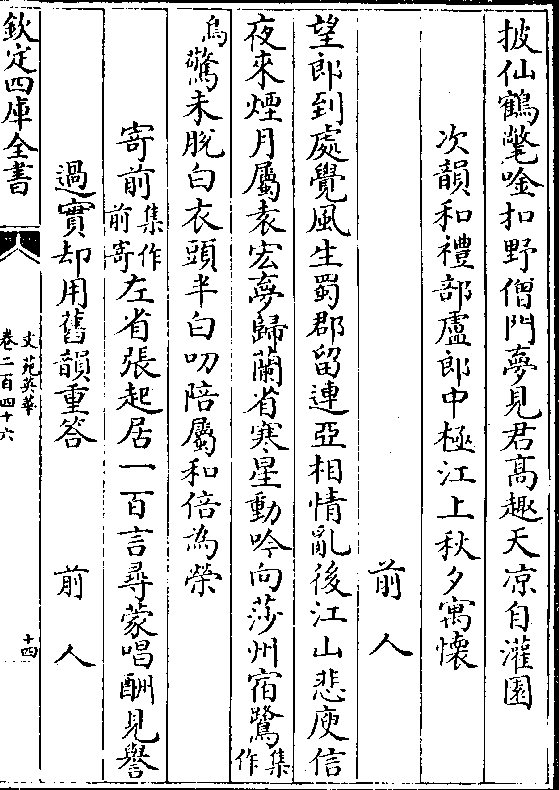 披仙鶴氅唫扣野僧門夢見君髙趣天凉自灌園
次韻和禮部盧郎中極江上秋夕寓懷
前人
望郎到處覺風生蜀郡留連亞相情亂後江山悲庾信
夜來煙月屬袁宏夢歸蘭省寒星動吟向莎州宿鷺集作
烏驚未脫白衣頭半白叨陪屬和倍為榮
寄前集作前寄左省張起居一百言尋蒙唱酬見譽
過實却用舊韻重答 前人
欽定四庫全書
文苑英華
卷二百四十六
十四